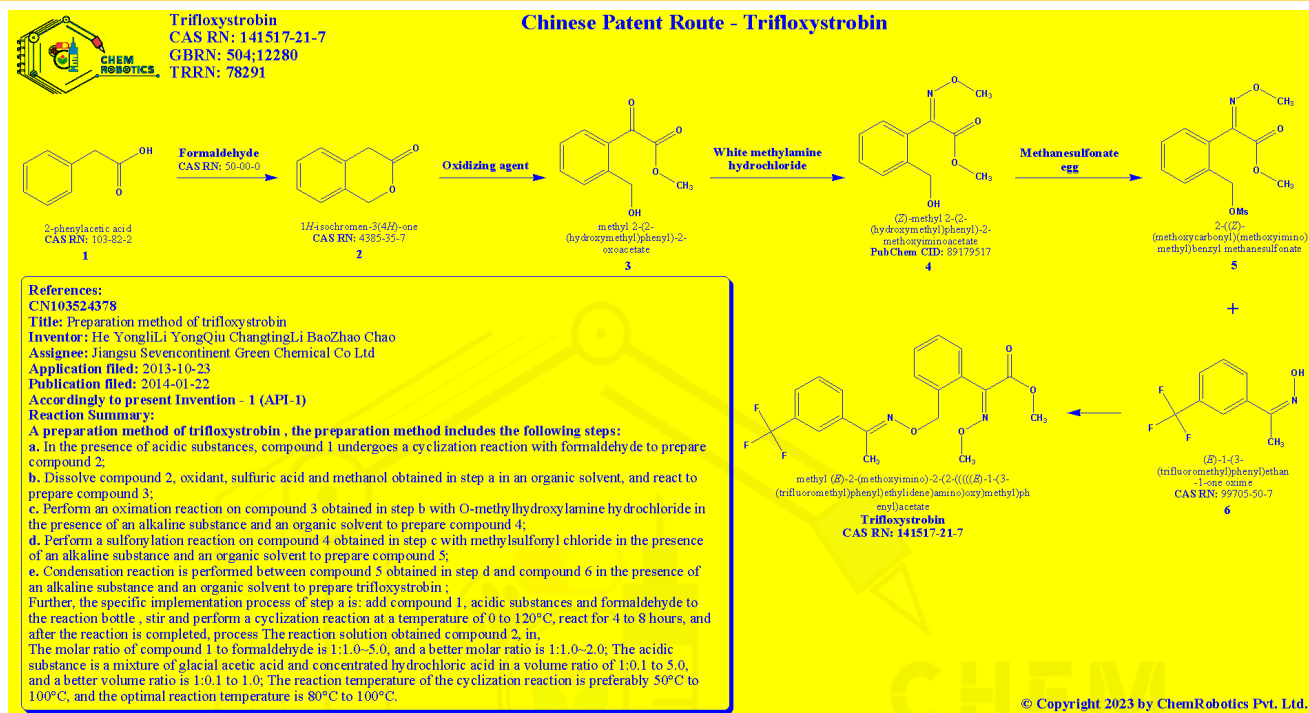 Chinese Patent Route - Trifloxystrobin
CHEM
ROBOTICS
Trifloxystrobin
CAS RN: 141517-21-7
GBRN: 504;12280
TRRN: 78291
OH
O
2-phenylacetic acid
CAS RN: 103-82-2
1
Formaldehyde
CAS RN: 50-00-0
O
O
1H-isochromen-3(4H)-one
CAS RN: 4385-35-7
2
Oxidizing agent
O
O
O
CH3
OH
methyl 2-(2-
(hydroxymethyl)phenyl)-2-
oxoacetate
3
White methylamine
hydrochloride
O
N
CH3
O
O
CH3
OH
(Z)-methyl 2-(2-
(hydroxymethyl)phenyl)-2-
methoxyiminoacetate
PubChem CID: 89179517
4
Methanesulfonate
egg
O
N
CH3
O
O
CH3
OMs
2-((Z)-
(methoxycarbonyl)(methoxyimino)
methyl)benzyl methanesulfonate
5
+
OH
N
F
F
F
CH3
(E)-1-(3-
(trifluoromethyl)phenyl)ethan
-1-one oxime
CAS RN: 99705-50-7
6
O
O
CH3
F
F
F
N
O
N
O
CH3
CH3
methyl (E)-2-(methoxyimino)-2-(2-(((((E)-1-(3-
(trifluoromethyl)phenyl)ethylidene)amino)oxy)methyl)ph
enyl)acetate
Trifloxystrobin
CAS RN: 141517-21-7
References:
CN103524378
Title: Preparation method of trifloxystrobin
Inventor: He YongliLi YongQiu ChangtingLi BaoZhao Chao
Assignee: Jiangsu Sevencontinent Green Chemical Co Ltd
Application filed: 2013-10-23
Publication filed: 2014-01-22
Accordingly to present Invention - 1 (API-1)
Reaction Summary:
A preparation method of trifloxystrobin , the preparation method includes the following steps:
a. In the presence of acidic substances, compound 1 undergoes a cyclization reaction with formaldehyde to prepare
compound 2;
b. Dissolve compound 2, oxidant, sulfuric acid and methanol obtained in step a in an organic solvent, and react to
prepare compound 3;
c. Perform an oximation reaction on compound 3 obtained in step b with O-methylhydroxylamine hydrochloride in
the presence of an alkaline substance and an organic solvent to prepare compound 4;
d. Perform a sulfonylation reaction on compound 4 obtained in step c with methylsulfonyl chloride in the presence
of an alkaline substance and an organic solvent to prepare compound 5;
e. Condensation reaction is performed between compound 5 obtained in step d and compound 6 in the presence of
an alkaline substance and an organic solvent to prepare trifloxystrobin ;
Further, the specific implementation process of step a is: add compound 1, acidic substances and formaldehyde to
the reaction bottle , stir and perform a cyclization reaction at a temperature of 0 to 120°C, react for 4 to 8 hours, and
after the reaction is completed, process The reaction solution obtained compound 2, in,
The molar ratio of compound 1 to formaldehyde is 1:1.0~5.0, and a better molar ratio is 1:1.0~2.0; The acidic
substance is a mixture of glacial acetic acid and concentrated hydrochloric acid in a volume ratio of 1:0.1 to 5.0,
and a better volume ratio is 1:0.1 to 1.0; The reaction temperature of the cyclization reaction is preferably 50°C to
100°C, and the optimal reaction temperature is 80°C to 100°C.
CHEM
© Copyright 2023 by ChemRobotics Pvt. Ltd.